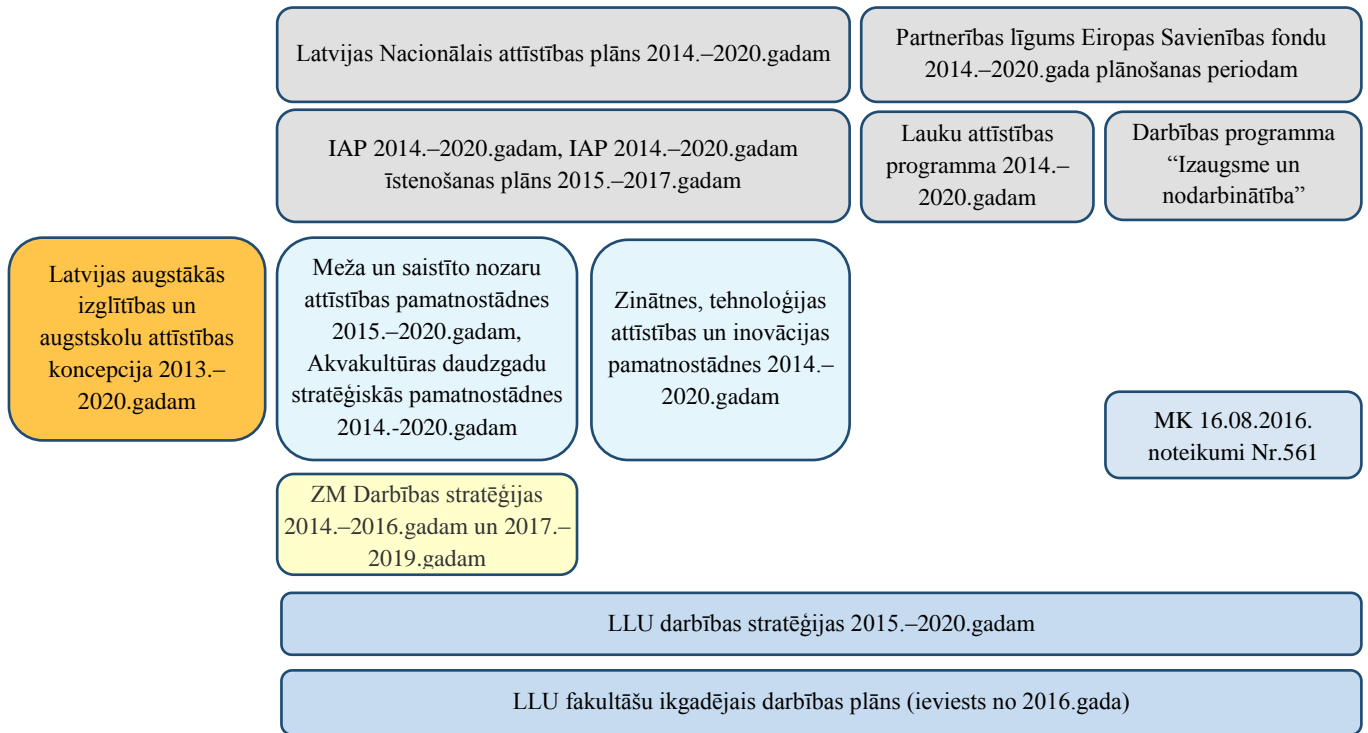 Latvijas Nacionālais attīstības plāns 2014.–2020.gadam
Partnerības līgums Eiropas Savienības fondu
2014.–2020.gada plānošanas periodam
IAP 2014.–2020.gadam, IAP 2014.–2020.gadam
īstenošanas plāns 2015.–2017.gadam
Lauku attīstības
programma 2014.–
2020.gadam
Darbības programma
“Izaugsme un
nodarbinātība”
Latvijas augstākās
izglītības un
augstskolu attīstības
koncepcija 2013.–
2020.gadam
Meža un saistīto nozaru
attīstības pamatnostādnes
2015.–2020.gadam,
Akvakultūras daudzgadu
stratēģiskās pamatnostādnes
2014.-2020.gadam
Zinātnes, tehnoloģijas
attīstības un inovācijas
pamatnostādnes 2014.–
2020.gadam
MK 16.08.2016.
noteikumi Nr.561
ZM Darbības stratēģijas
2014.–2016.gadam un 2017.–
2019.gadam
LLU darbības stratēģijas 2015.–2020.gadam
LLU fakultāšu ikgadējais darbības plāns (ieviests no 2016.gada)